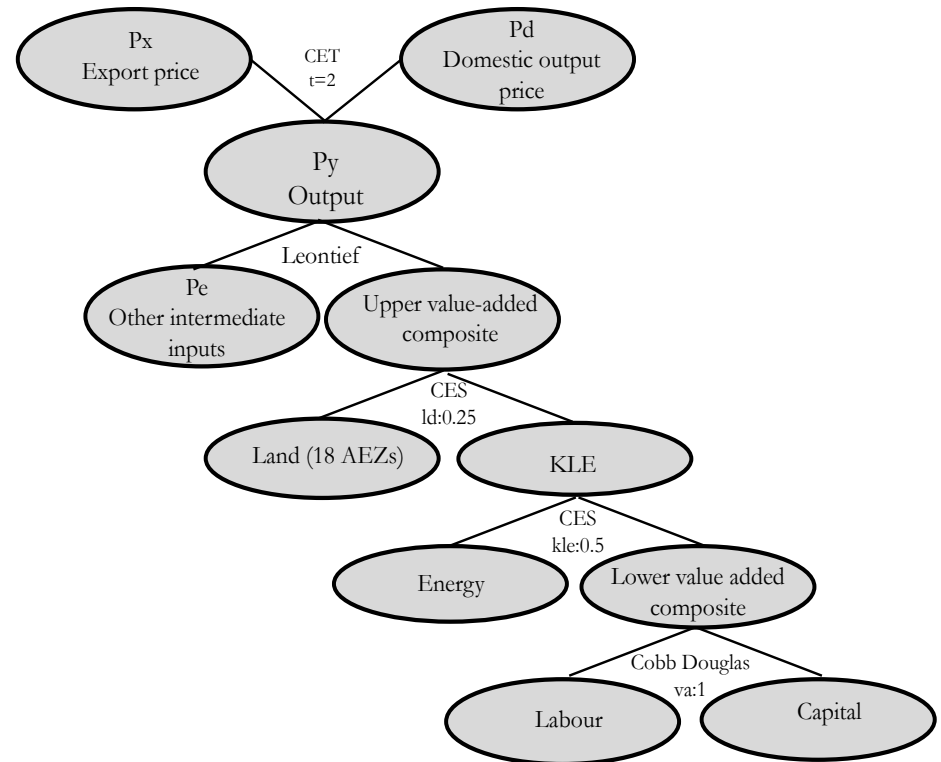 Px
Export price
CET
t=2
Pd
Domestic output
price
Py
Output
Leontief
Pe
Other intermediate
inputs
Upper value-added
composite
CES
ld:0.25
Land (18 AEZs)
KLE
CES
kle:0.5
Energy
Lower value added
composite
Cobb Douglas
va:1
Labour
Capital